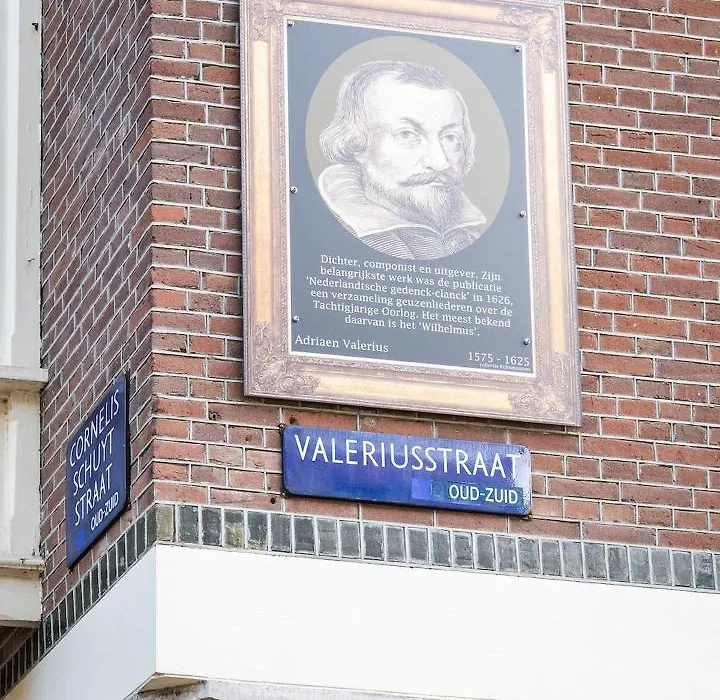 Dichter, componist en uitgever. Zijn
belangrijkste werk was de publicatie
'Nederlandtsche gedenck-clanck' in 1626,
een verzameling geuzenliederen over de
Tachtigjarige Oorlog. Het meest bekend
daarvan is het 'Wilhelmus'.
Adriaen Valerius
1575 - 1625
VALERIUSSTRAAT
OUD-ZUID
CORNELIS
SCHUYT
STRAAT
OUD-ZUID